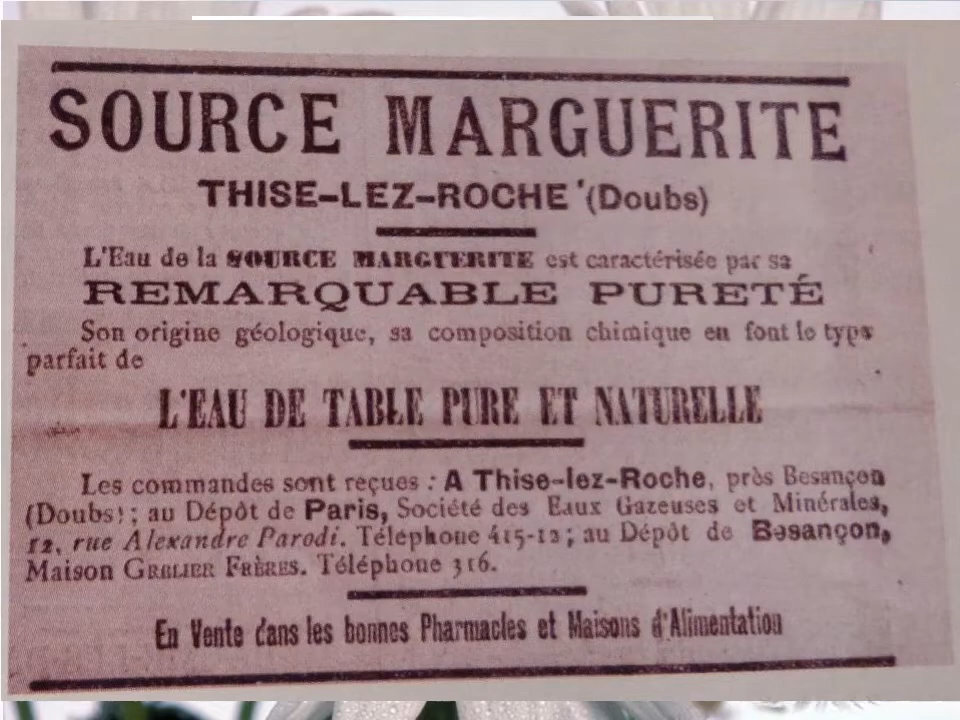 SOURCE MARGUERITE
THISE-LEZ-ROCHE (Doubs)
L'Eau de la SOURCE MARGUERITE est caractérisée par sa
REMARQUABLE PURETÉ
Son origine géologique, sa composition chimique en font le type
parfait de
L'EAU DE TABLE PURE ET NATURELLE
Les commandes sont reçues : A Thise-lez-Roche, près Besançon
(Doubs) ; au Dépôt de Paris, Société des Eaux Gazeuses et Minérales,
12, rue Alexandre Parodi. Téléphone 415-12 ; au Dépôt de Besançon,
Maison GRELIER FRÈRES. Téléphone 316.
En Vente dans les bonnes Pharmacies et Maisons d'Alimentation